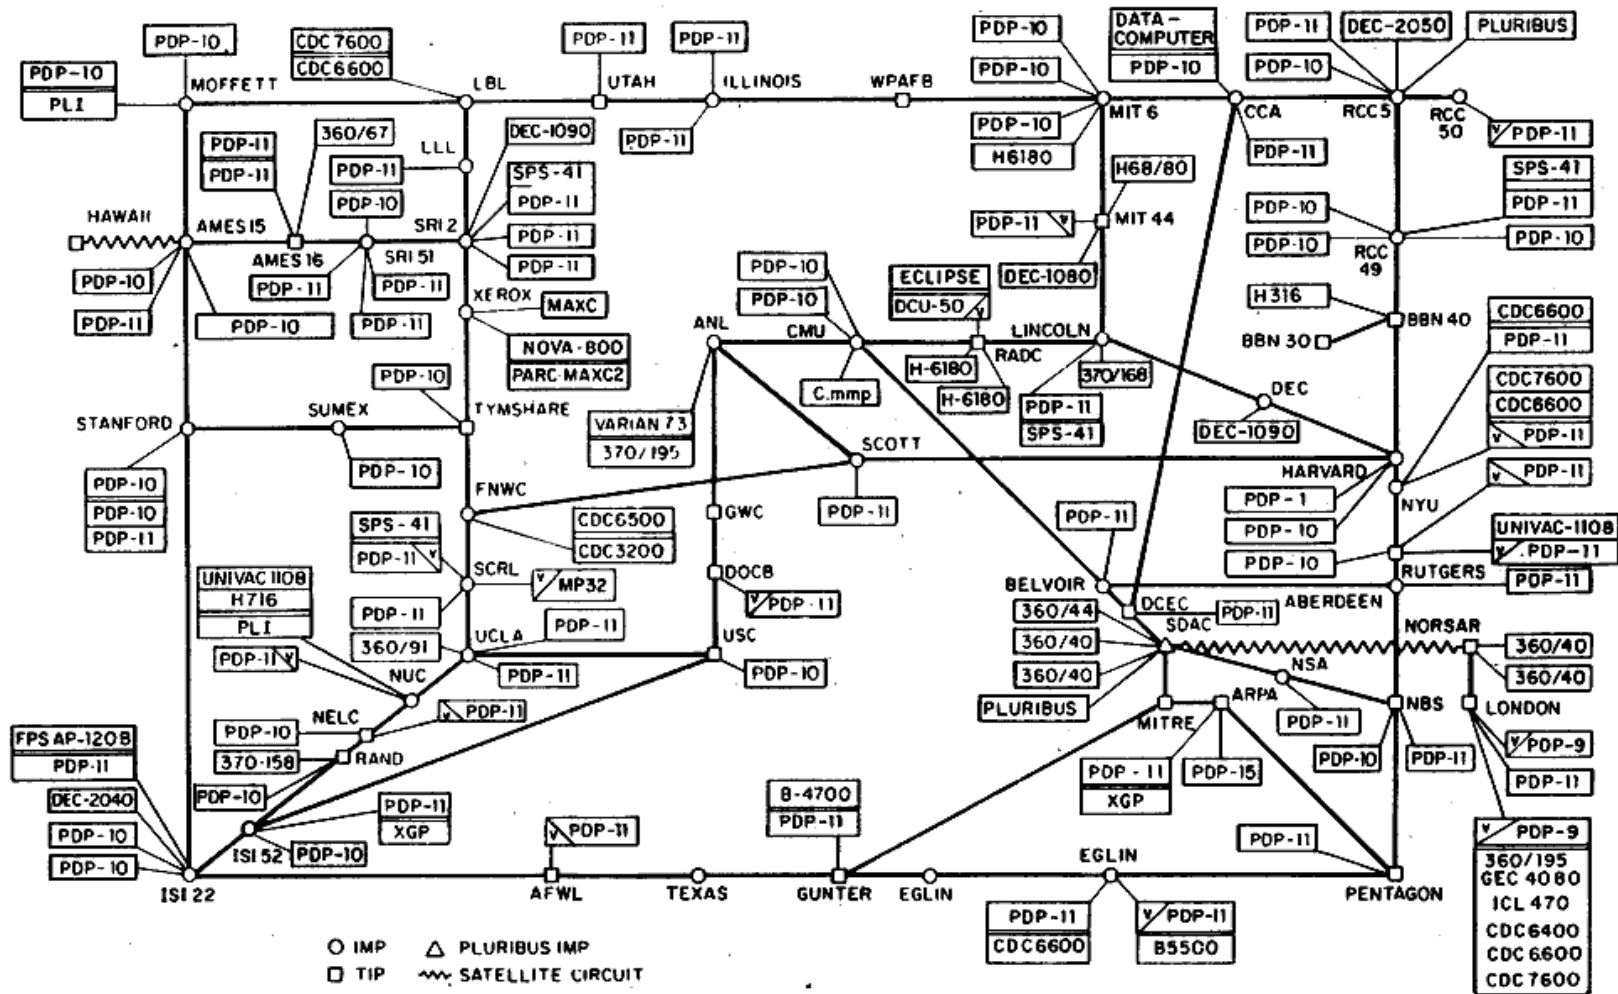 PDP-10
CDC 7600
CDC6600
PDP-11
PDP-11
PDP-10
DATA-
COMPUTER
PDP-10
PDP-11
DEC-2050
PLURIBUS
PDP-10
PLI
MOFFETT
LBL
UTAH
ILLINOIS
WPAFB
PDP-10
PDP-10
H6180
MIT 6
CCA
PDP-10
RCC5
RCC
50
PDP-11
PDP-11
PDP-11
360/67
LLL
PDP-11
DEC-1090
PDP-11
PDP-11
SPS-41
PDP-11
H68/80
PDP-11
MIT 44
DEC-1080
SPS-41
PDP-11
PDP-10
PDP-10
PDP-10
RCC
49
HAWAII
AMES 15
AMES 16
PDP-10
SRI 51
SRI 2
PDP-11
PDP-11
PDP-10
PDP-11
PDP-10
PDP-11
PDP-11
PDP-11
XEROX
MAXC
NOVA-800
PARC-MAXC2
PDP-10
PDP-10
ECLIPSE
DCU-50
H316
BBN 40
BBN 30
CDC6600
PDP-11
ANL
CMU
RADC
LINCOLN
H-6180
H-6180
370/168
C.mmp
PDP-11
SPS-41
DEC
DEC-1090
CDC7600
CDC6600
PDP-11
PDP-11
PDP-10
STANFORD
SUMEX
TYMSHARE
PDP-10
VARIAN 73
370/195
SCOTT
PDP-11
HARVARD
NYU
PDP-1
PDP-10
PDP-10
PDP-10
PDP-10
PDP-11
FNWC
CDC6500
CDC3200
GWC
PDP-11
UNIVAC-1108
PDP-11
RUTGERS
PDP-11
SPS-41
PDP-11
SCRL
MP32
DOCB
PDP-11
BELVOIR
ABERDEEN
UNIVAC 1108
H716
PLI
PDP-11
PDP-11
360/91
UCLA
PDP-11
PDP-11
USC
PDP-10
360/44
360/40
360/40
PLURIBUS
DCEC
PDP-11
SDAC
NORSAR
360/40
360/40
NUC
NELC
PDP-10
PDP-11
NSA
PDP-11
ARPA
MITRE
NBS
LONDON
FPS AP-120B
PDP-11
370-158
RAND
PDP-10
PDP-11
XGP
PDP-15
PDP-10
PDP-11
PDP-9
PDP-11
DEC-2040
PDP-10
PDP-10
PDP-11
XGP
ISI 52
PDP-10
B-4700
PDP-11
PDP-11
PDP-11
PDP-9
360/195
GEC 4080
ICL 470
CDC6400
CDC6600
CDC7600
ISI 22
AFWL
TEXAS
GUNTER
EGLIN
EGLIN
PENTAGON
PDP-11
CDC6600
PDP-11
B5500
IMP
PLURIBUS IMP
TIP
SATELLITE CIRCUIT